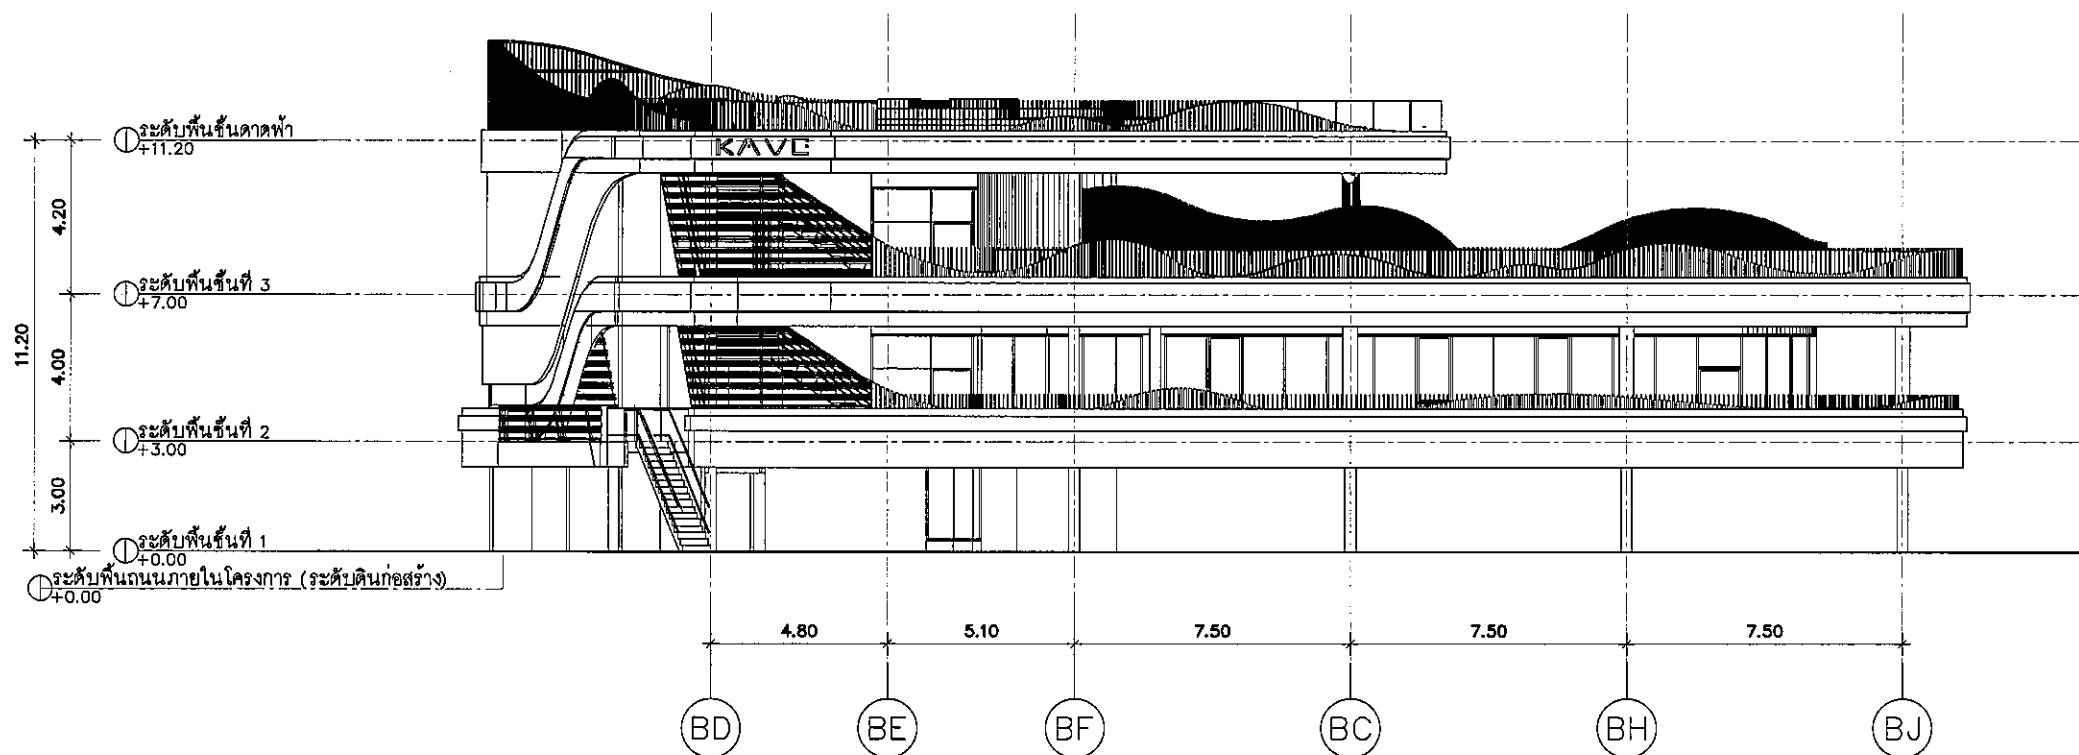 ระดับพื้นชั้นดาดฟ้า
+11.20
KAVE
4.20
ระดับพื้นชั้นที่ 3
+7.00
11.20
4.00
ระดับพื้นชั้นที่ 2
+3.00
3.00
ระดับพื้นชั้นที่ 1
+0.00
ระดับพื้นถนนภายในโครงการ (ระดับดินก่อสร้าง)
+0.00
4.80 5.10 7.50 7.50 7.50
BD BE BF BC BH BJ